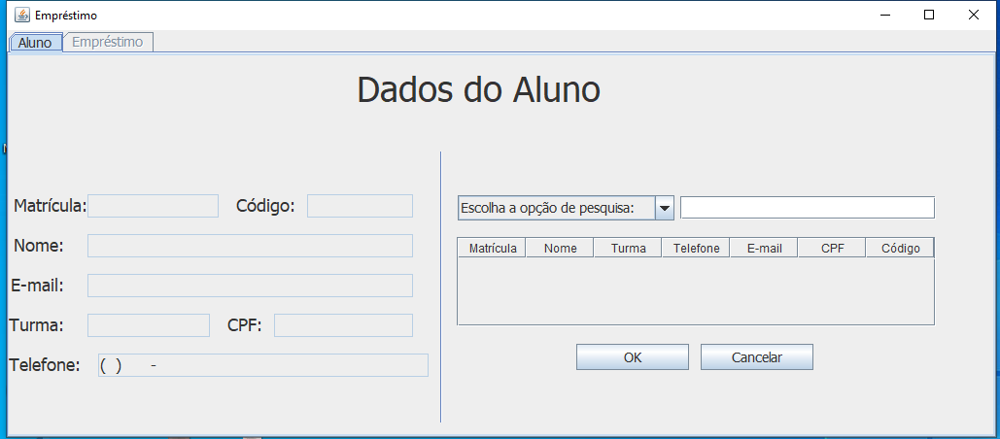 Empréstimo
Aluno Empréstimo
Dados do Aluno
Matrícula: Código:
Nome:
E-mail:
Turma: CPF:
Telefone: ( ) -
Escolha a opção de pesquisa:
Matrícula Nome Turma Telefone E-mail CPF Código
OK Cancelar